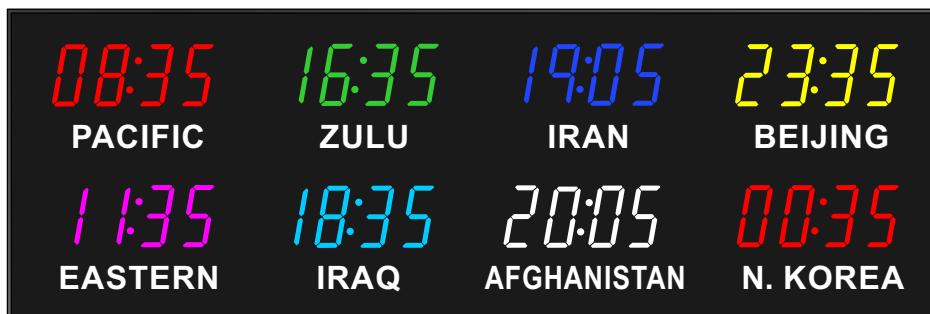 08:35 16:35 19:05 23:35
PACIFIC ZULU IRAN BEIJING
11:35 18:35 20:05 00:35
EASTERN IRAQ AFGHANISTAN N. KOREA